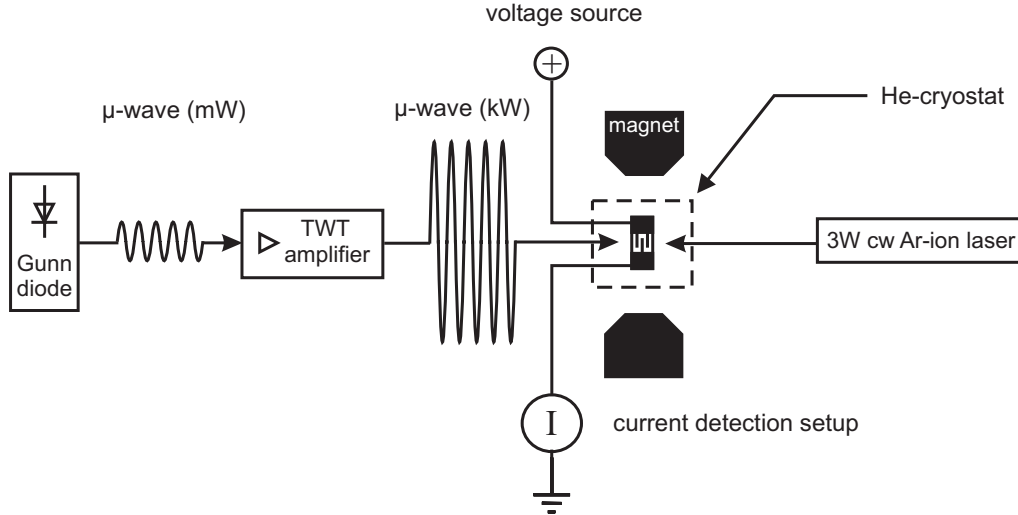 voltage source
μ-wave (mW)
μ-wave (kW)
He-cryostat
magnet
Gunn
diode
TWT
amplifier
3W cw Ar-ion laser
I
current detection setup